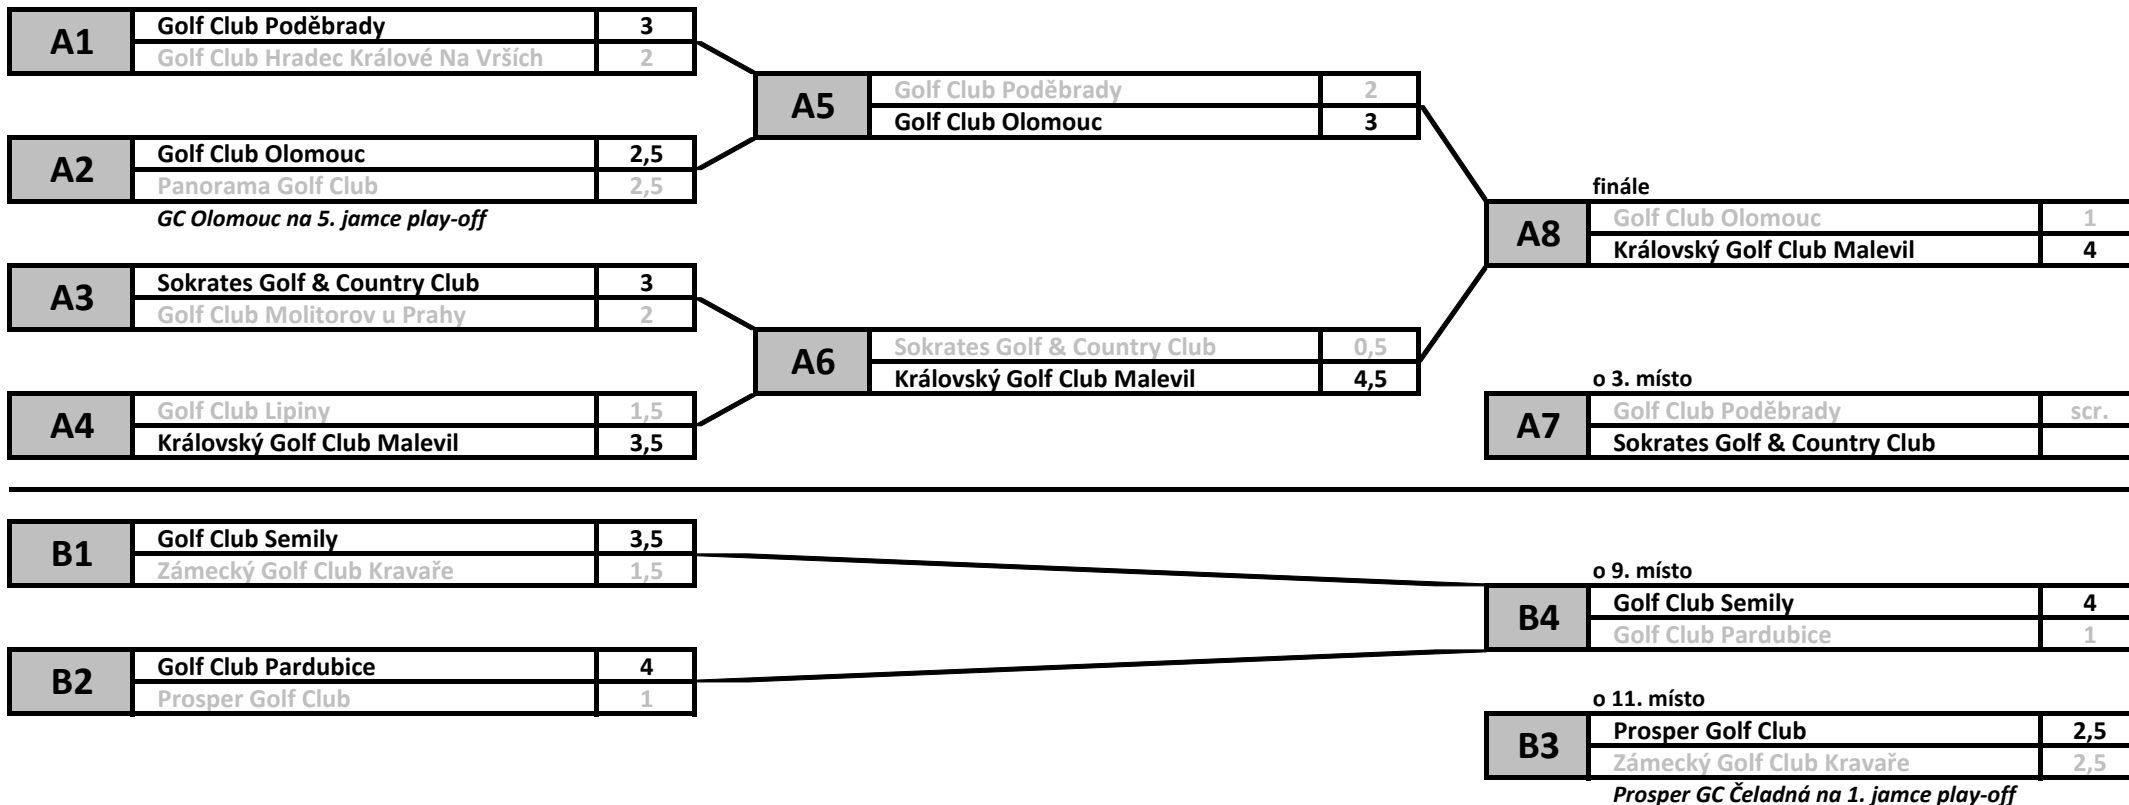 A1
Golf Club Poděbrady 3
Golf Club Hradec Králové Na Vrších 2
A5
Golf Club Poděbrady 2
Golf Club Olomouc 3
A2
Golf Club Olomouc 2,5
Panorama Golf Club 2,5
GC Olomouc na 5. jamce play-off
finále
A8
Golf Club Olomouc 1
Královský Golf Club Malevil 4
A3
Sokrates Golf & Country Club 3
Golf Club Molitorov u Prahy 2
A6
Sokrates Golf & Country Club 0,5
Královský Golf Club Malevil 4,5
A4
Golf Club Lipiny 1,5
Královský Golf Club Malevil 3,5
o 3. místo
A7
Golf Club Poděbrady scr.
Sokrates Golf & Country Club
B1
Golf Club Semily 3,5
Zámecký Golf Club Kravaře 1,5
o 9. místo
B4
Golf Club Semily 4
Golf Club Pardubice 1
B2
Golf Club Pardubice 4
Prosper Golf Club 1
o 11. místo
B3
Prosper Golf Club 2,5
Zámecký Golf Club Kravaře 2,5
Prosper GC Čeladná na 1. jamce play-off